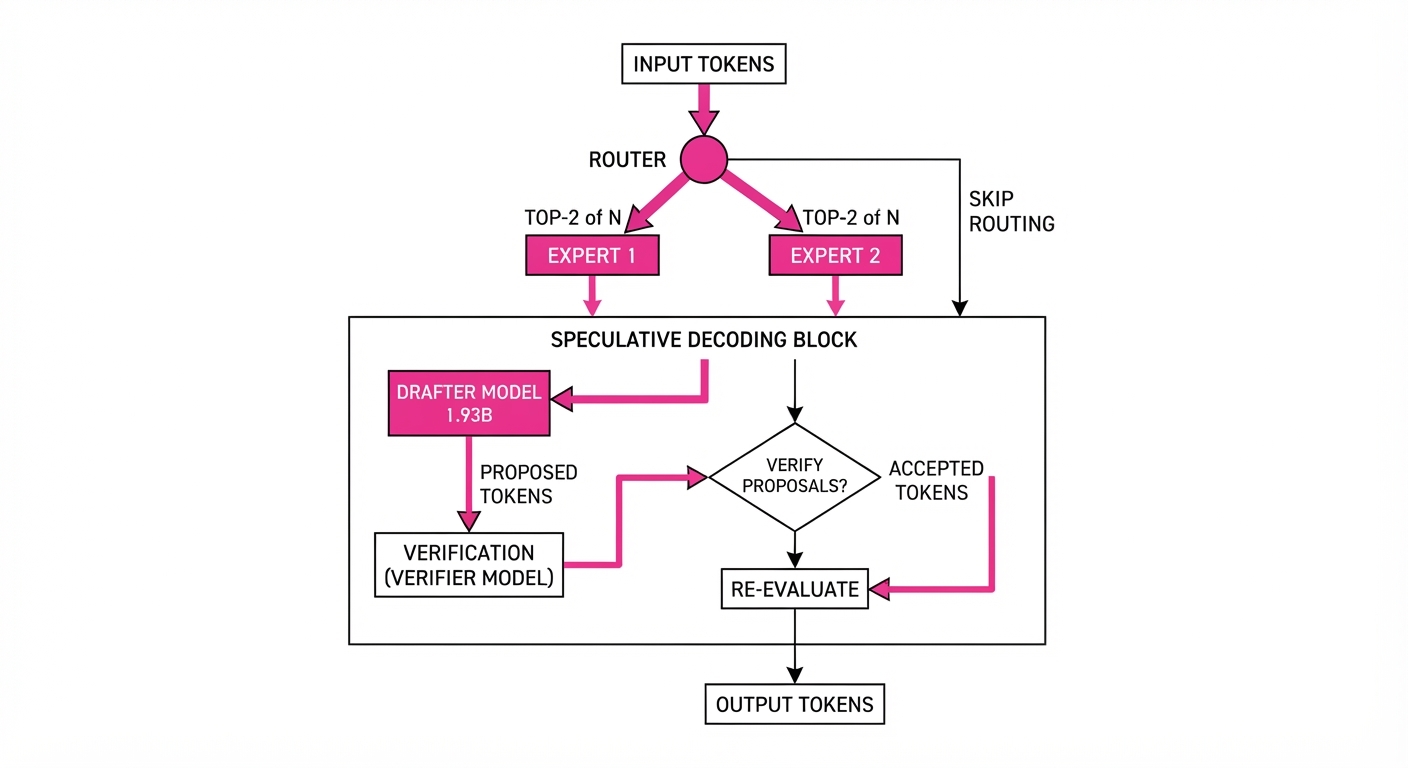 INPUT TOKENS
ROUTER
SKIP
ROUTING
TOP-2 of N
TOP-2 of N
EXPERT 1
EXPERT 2
SPECULATIVE DECODING BLOCK
DRAFTER MODEL
1.93B
PROPOSED
TOKENS
VERIFY
PROPOSALS?
ACCEPTED
TOKENS
VERIFICATION
(VERIFIER MODEL)
RE-EVALUATE
OUTPUT TOKENS